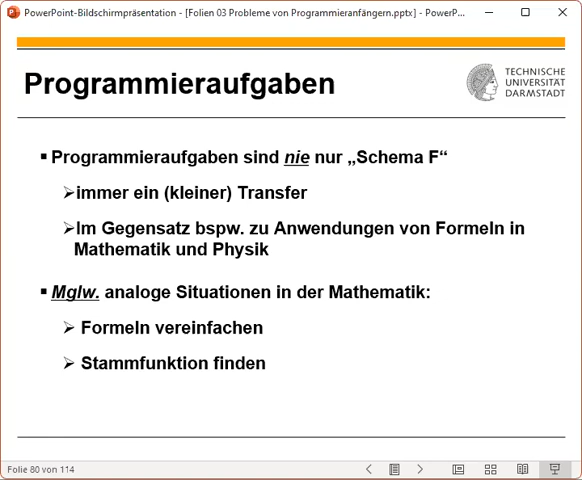 PowerPoint-Bildschirmpräsentation - [Folien 03 Probleme von Programmieranfängern.pptx] - PowerP...
Programmieraufgaben
TECHNISCHE
UNIVERSITÄT
DARMSTADT
▪ Programmieraufgaben sind nie nur „Schema F“
➢immer ein (kleiner) Transfer
➢Im Gegensatz bspw. zu Anwendungen von Formeln in
Mathematik und Physik
▪ Mglw. analoge Situationen in der Mathematik:
➢ Formeln vereinfachen
➢ Stammfunktion finden
Folie 80 von 114